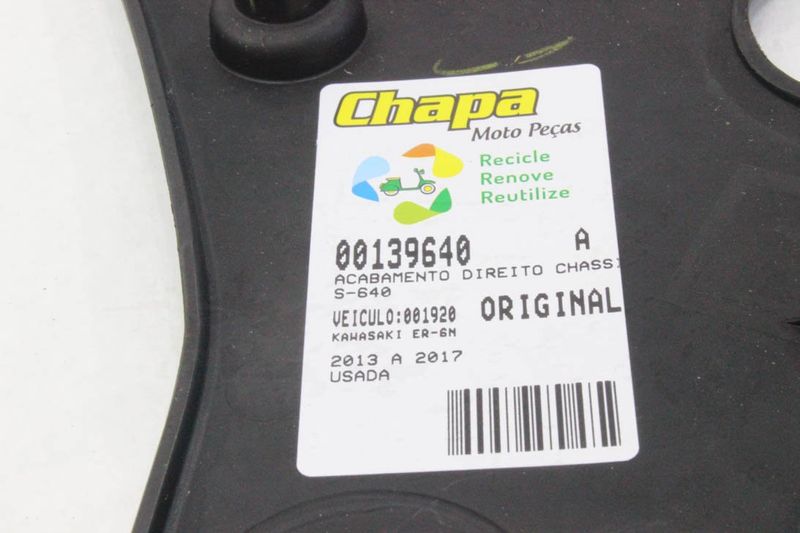 Chapa
Moto Peças
Recicle
Renove
Reutilize
00139640 A
ACABAMENTO DIREITO CHASSI
S-640
VEICULO:001920 ORIGINAL
KAWASAKI ER-6N
2013 A 2017
USADA